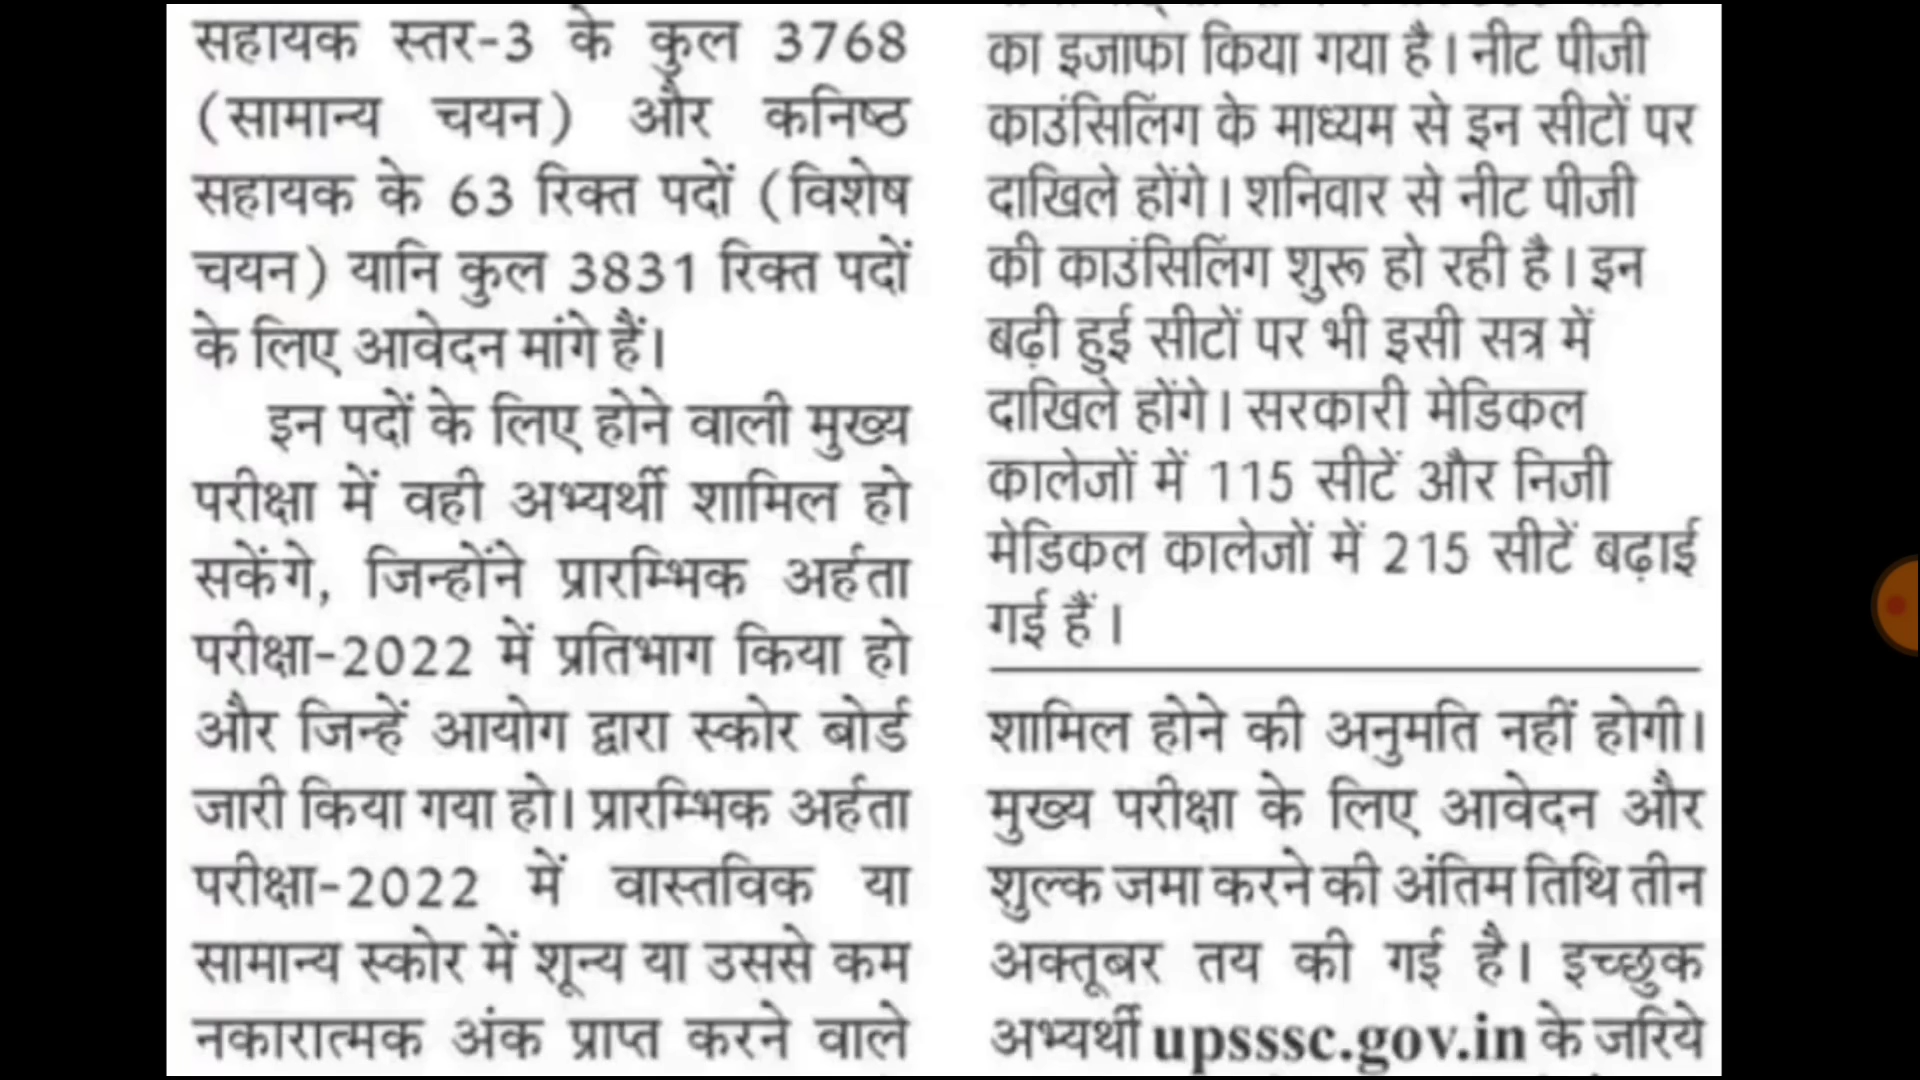 सहायक स्तर-3 के कुल 3768
(सामान्य चयन) और कनिष्ठ
सहायक के 63 रिक्त पदों (विशेष
चयन) यानि कुल 3831 रिक्त पदों
के लिए आवेदन मांगे हैं।
इन पदों के लिए होने वाली मुख्य
परीक्षा में वही अभ्यर्थी शामिल हो
सकेंगे, जिन्होंने प्रारम्भिक अर्हता
परीक्षा-2022 में प्रतिभाग किया हो
और जिन्हें आयोग द्वारा स्कोर बोर्ड
जारी किया गया हो। प्रारम्भिक अर्हता
परीक्षा-2022 में वास्तविक या
सामान्य स्कोर में शून्य या उससे कम
नकारात्मक अंक प्राप्त करने वाले
का इजाफा किया गया है। नीट पीजी
काउंसिलिंग के माध्यम से इन सीटों पर
दाखिले होंगे। शनिवार से नीट पीजी
की काउंसिलिंग शुरू हो रही है। इन
बढ़ी हुई सीटों पर भी इसी सत्र में
दाखिले होंगे। सरकारी मेडिकल
कालेजों में 115 सीटें और निजी
मेडिकल कालेजों में 215 सीटें बढ़ाई
गई हैं।
शामिल होने की अनुमति नहीं होगी।
मुख्य परीक्षा के लिए आवेदन और
शुल्क जमा करने की अंतिम तिथि तीन
अक्तूबर तय की गई है। इच्छुक
अभ्यर्थी upsssc.gov.in के जरिये